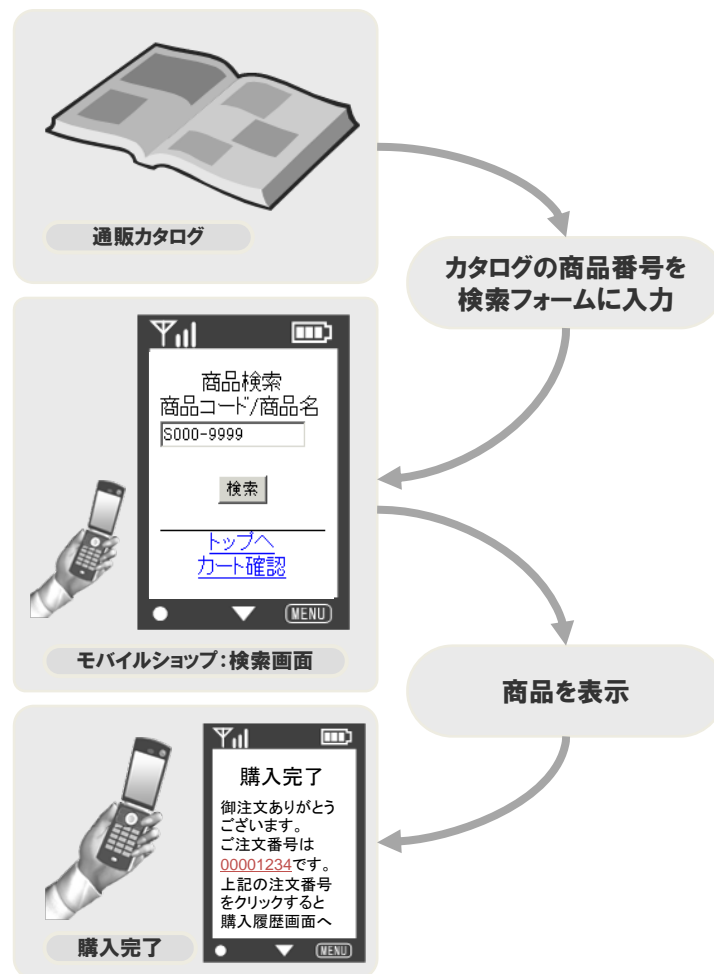 通販カタログ
カタログの商品番号を
検索フォームに入力
商品検索
商品コード/商品名
S000-9999
検索
トップへ
カート確認
MENU
モバイルショップ：検索画面
商品を表示
購入完了
御注文ありがとう
ございます。
ご注文番号は
00001234です。
上記の注文番号
をクリックすると
購入履歴画面へ
MENU
購入完了